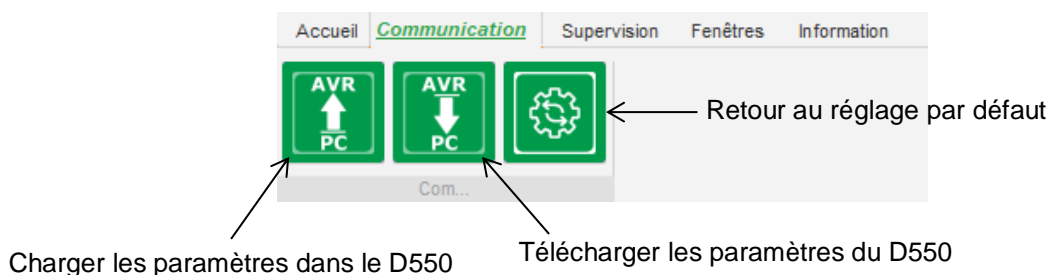 Accueil Communication Supervision Fenêtres Information
AVR AVR
PC PC
Retour au réglage par défaut
Com...
Charger les paramètres dans le D550
Télécharger les paramètres du D550